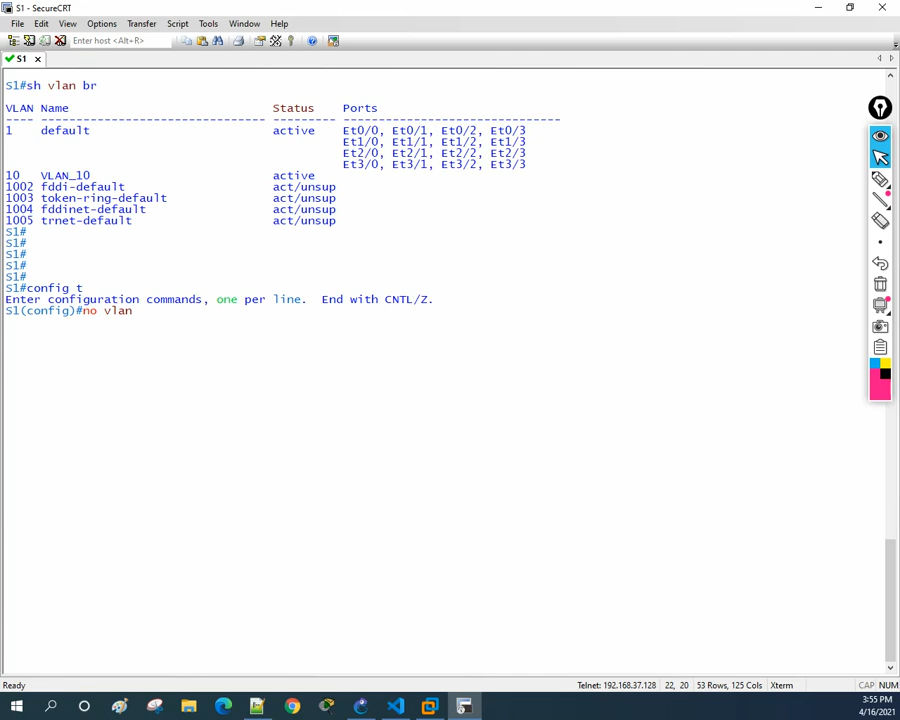 S1 - SecureCRT
File Edit View Options Transfer Script Tools Window Help
Enter host <Alt+R>
S1
S1#sh vlan br
VLAN Name Status Ports
---- -------------------------------- --------- -------------------------------
1 default active Et0/0, Et0/1, Et0/2, Et0/3
Et1/0, Et1/1, Et1/2, Et1/3
Et2/0, Et2/1, Et2/2, Et2/3
Et3/0, Et3/1, Et3/2, Et3/3
10 VLAN_10 active
1002 fddi-default act/unsup
1003 token-ring-default act/unsup
1004 fddinet-default act/unsup
1005 trnet-default act/unsup
S1#
S1#
S1#
S1#
S1#
S1#config t
Enter configuration commands, one per line. End with CNTL/Z.
S1(config)#no vlan
Ready Telnet: 192.168.37.128 22, 20 53 Rows, 125 Cols Xterm CAP NUM
3:55 PM
4/16/2021